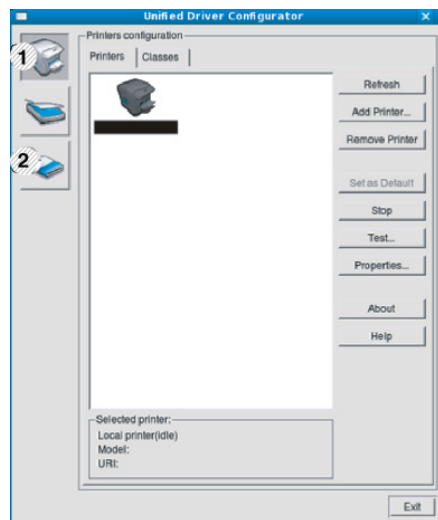 Unified Driver Configurator
Printers configuration
1
Printers
Classes
Refresh
Add Printer...
Remove Printer
2
Set as Default
Stop
Test...
Properties...
About
Help
Selected printer:
Local printer(idle)
Model:
URI:
Exit